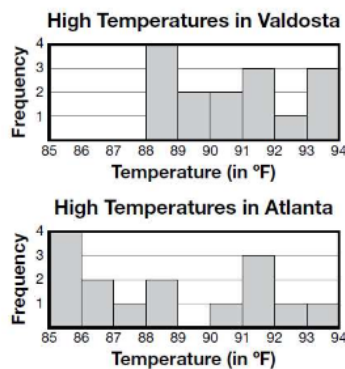 High Temperatures in Valdosta
Frequency
4
3
2
1
85 86 87 88 89 90 91 92 93 94
Temperature (in ºF)
High Temperatures in Atlanta
Frequency
4
3
2
1
85 86 87 88 89 90 91 92 93 94
Temperature (in ºF)